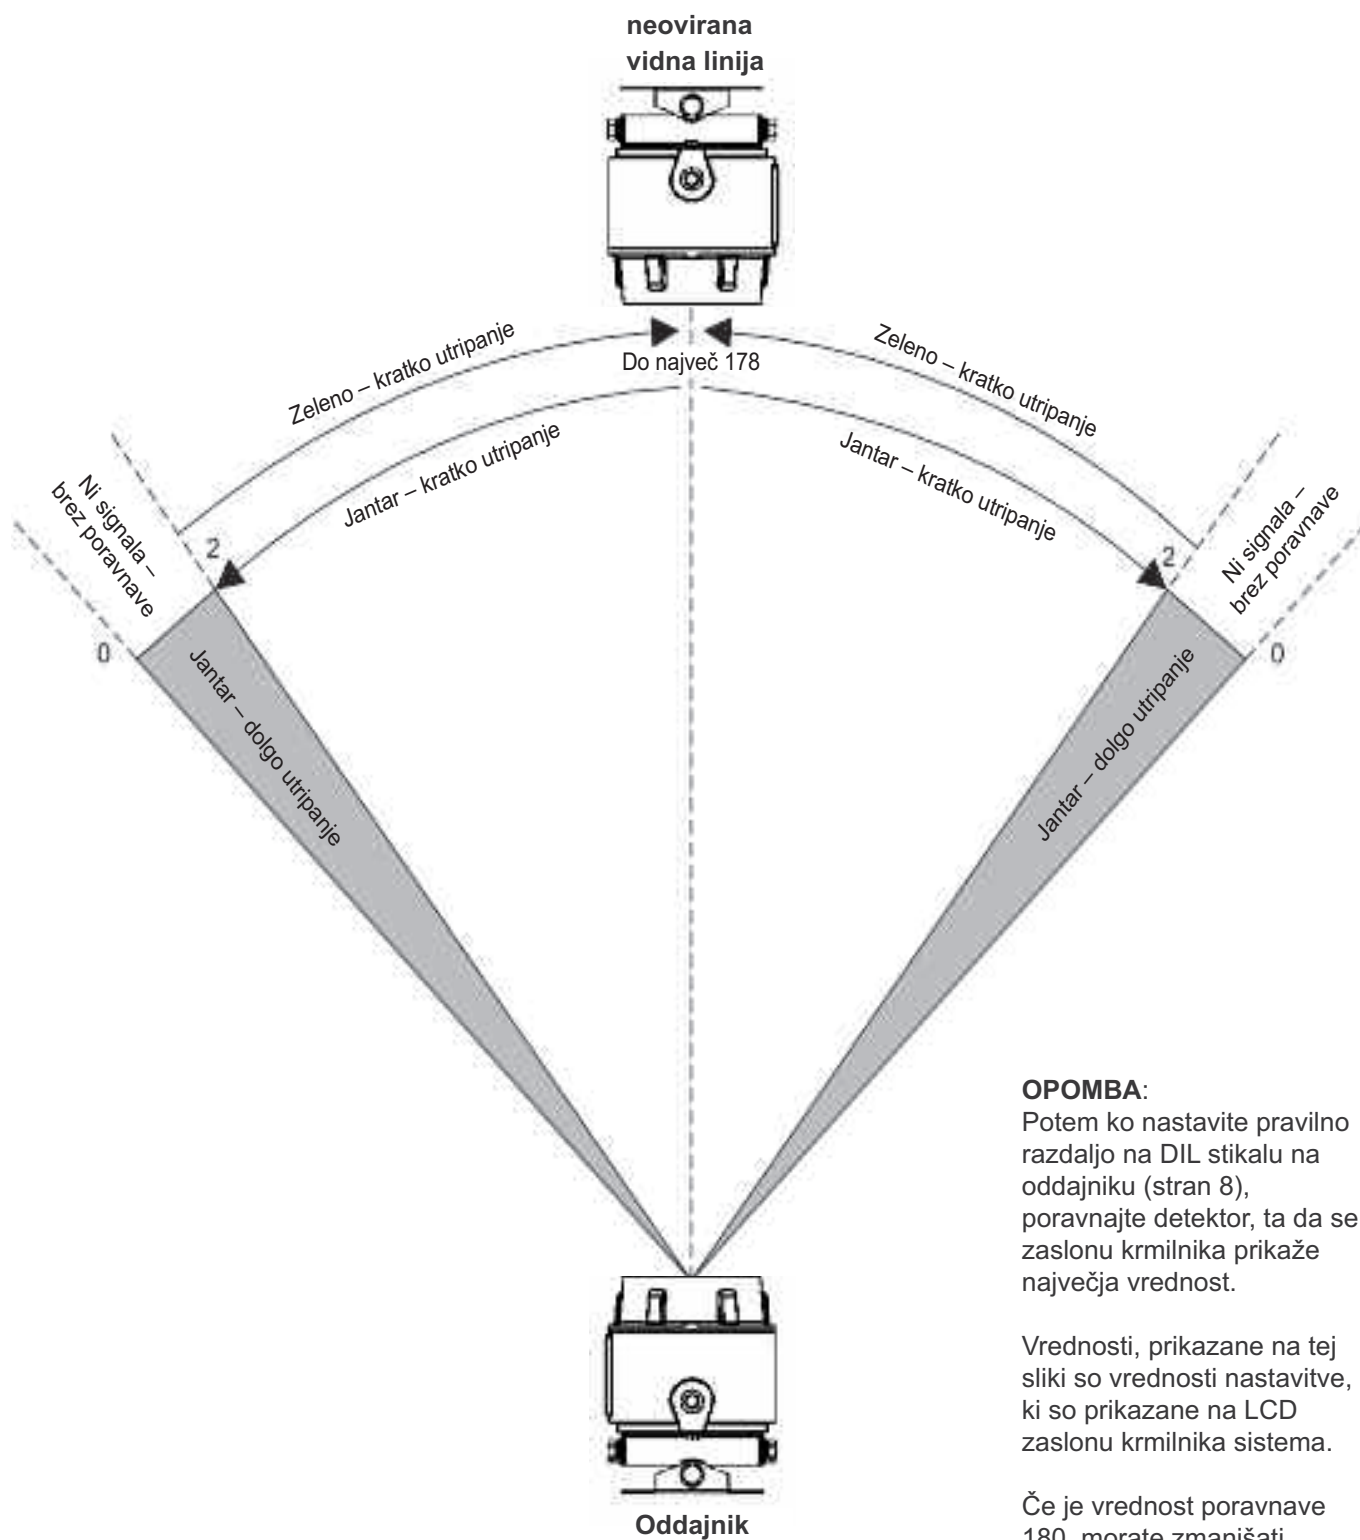 neovirana
vidna linija
Zeleno – kratko utripanje
Zeleno – kratko utripanje
Do največ 178
Jantar – kratko utripanje
Jantar – kratko utripanje
Ni signala –
brez poravnave
2
2
Ni signala –
brez poravnave
0
0
Jantar – dolgo utripanje
Jantar – dolgo utripanje
OPOMBA:
Potem ko nastavite pravilno
razdaljo na DIL stikalu na
oddajniku (stran 8),
poravnajte detektor, ta da se
zaslonu krmilnika prikaže
največja vrednost.
Vrednosti, prikazane na tej
sliki so vrednosti nastavitve,
ki so prikazane na LCD
zaslonu krmilnika sistema.
Če je vrednost poravnave
180, morate zmanjšati
Oddajnik